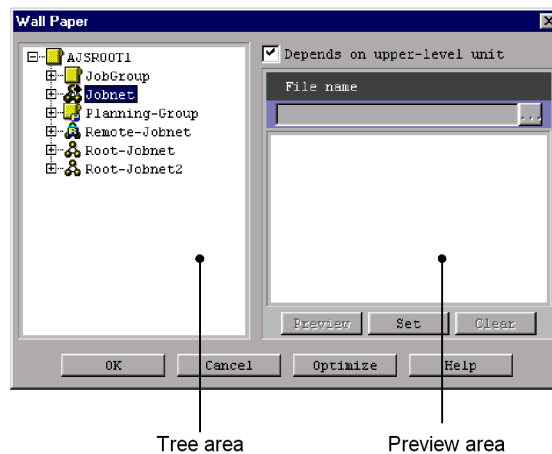 Wall Paper
AJSROOT1
JobGroup
Jobnet
Planning-Group
Remote-Jobnet
Root-Jobnet
Root-Jobnet2
Depends on upper-level unit
File name
...
Preview Set Clear
OK Cancel Optimize Help
Tree area Preview area